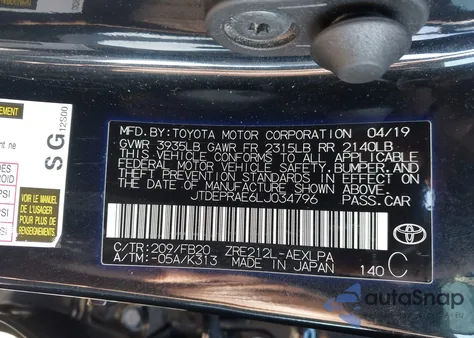 MFD. BY: TOYOTA MOTOR CORPORATION 04/19
GVWR 3935LB GAWR FR 2315LB RR 2140LB
THIS VEHICLE CONFORMS TO ALL APPLICABLE
FEDERAL MOTOR VEHICLE SAFETY, BUMPER, AND
THEFT PREVENTION STANDARDS IN EFFECT ON
THE DATE OF MANUFACTURE SHOWN ABOVE.
JTDEPRAE6LJ034796 PASS.CAR
C/TR:209/FB20 ZRE212L-AEXLPA
A/TM:-05A/K313 MADE IN JAPAN 140 C
TOYOTA
SG
12S00
VOIR LE MANUEL
DE L'USAGER
POUR PLUS DE
RENSEIGNEMENTS
autoSnap